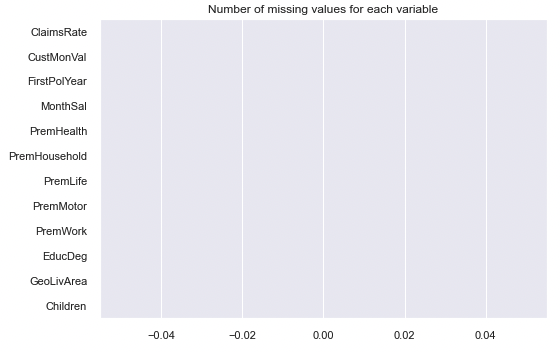 Number of missing values for each variable
ClaimsRate
CustMonVal
FirstPolYear
MonthSal
PremHealth
PremHousehold
PremLife
PremMotor
PremWork
EducDeg
GeoLivArea
Children
−0.04 −0.02 0.00 0.02 0.04